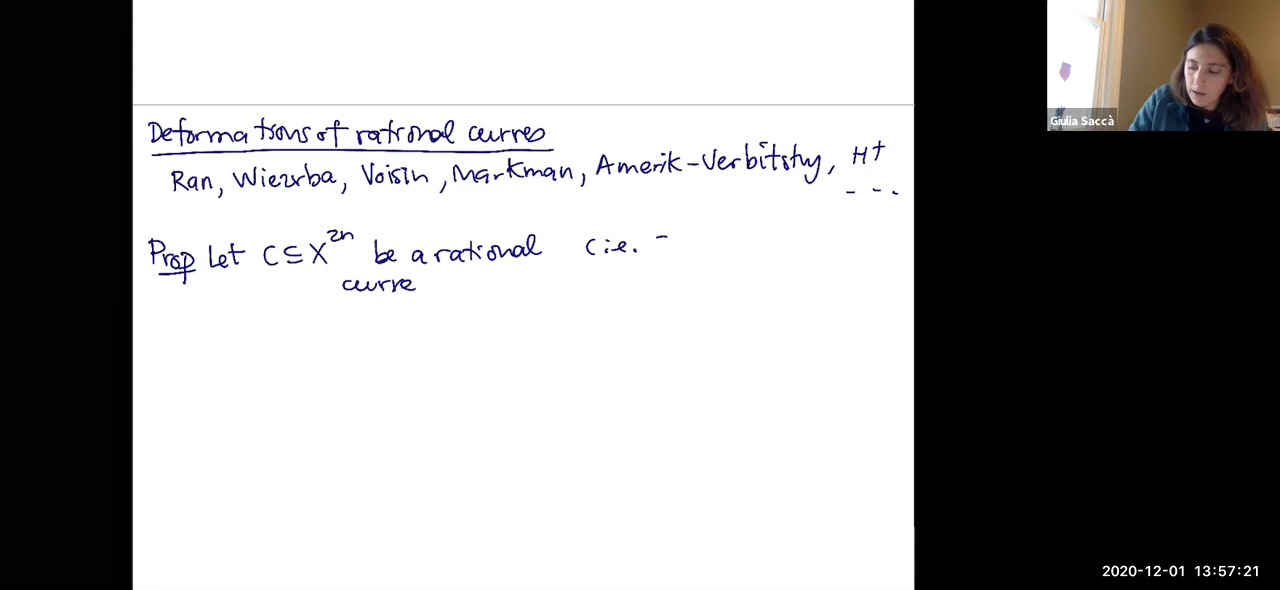 Deformations of rational curves
Ran, Wierzba, Voisin, Markman, Amerik-Verbitsky, HT
- - -
Prop Let C ⊆ X²ⁿ be a rational (i.e. -
curve
Giulia Saccà
2020-12-01 13:57:21